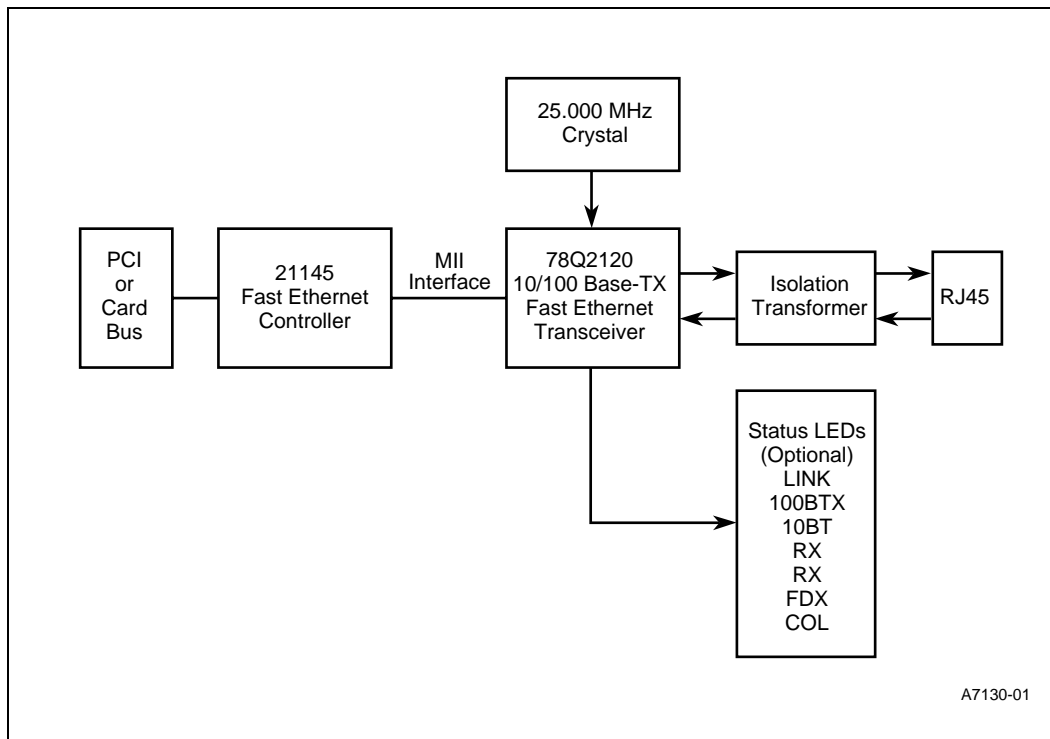 25.000 MHz
Crystal
PCI
or
Card
Bus
21145
Fast Ethernet
Controller
MII
Interface
78Q2120
10/100 Base-TX
Fast Ethernet
Transceiver
Isolation
Transformer
RJ45
Status LEDs
(Optional)
LINK
100BTX
10BT
RX
RX
FDX
COL
A7130-01